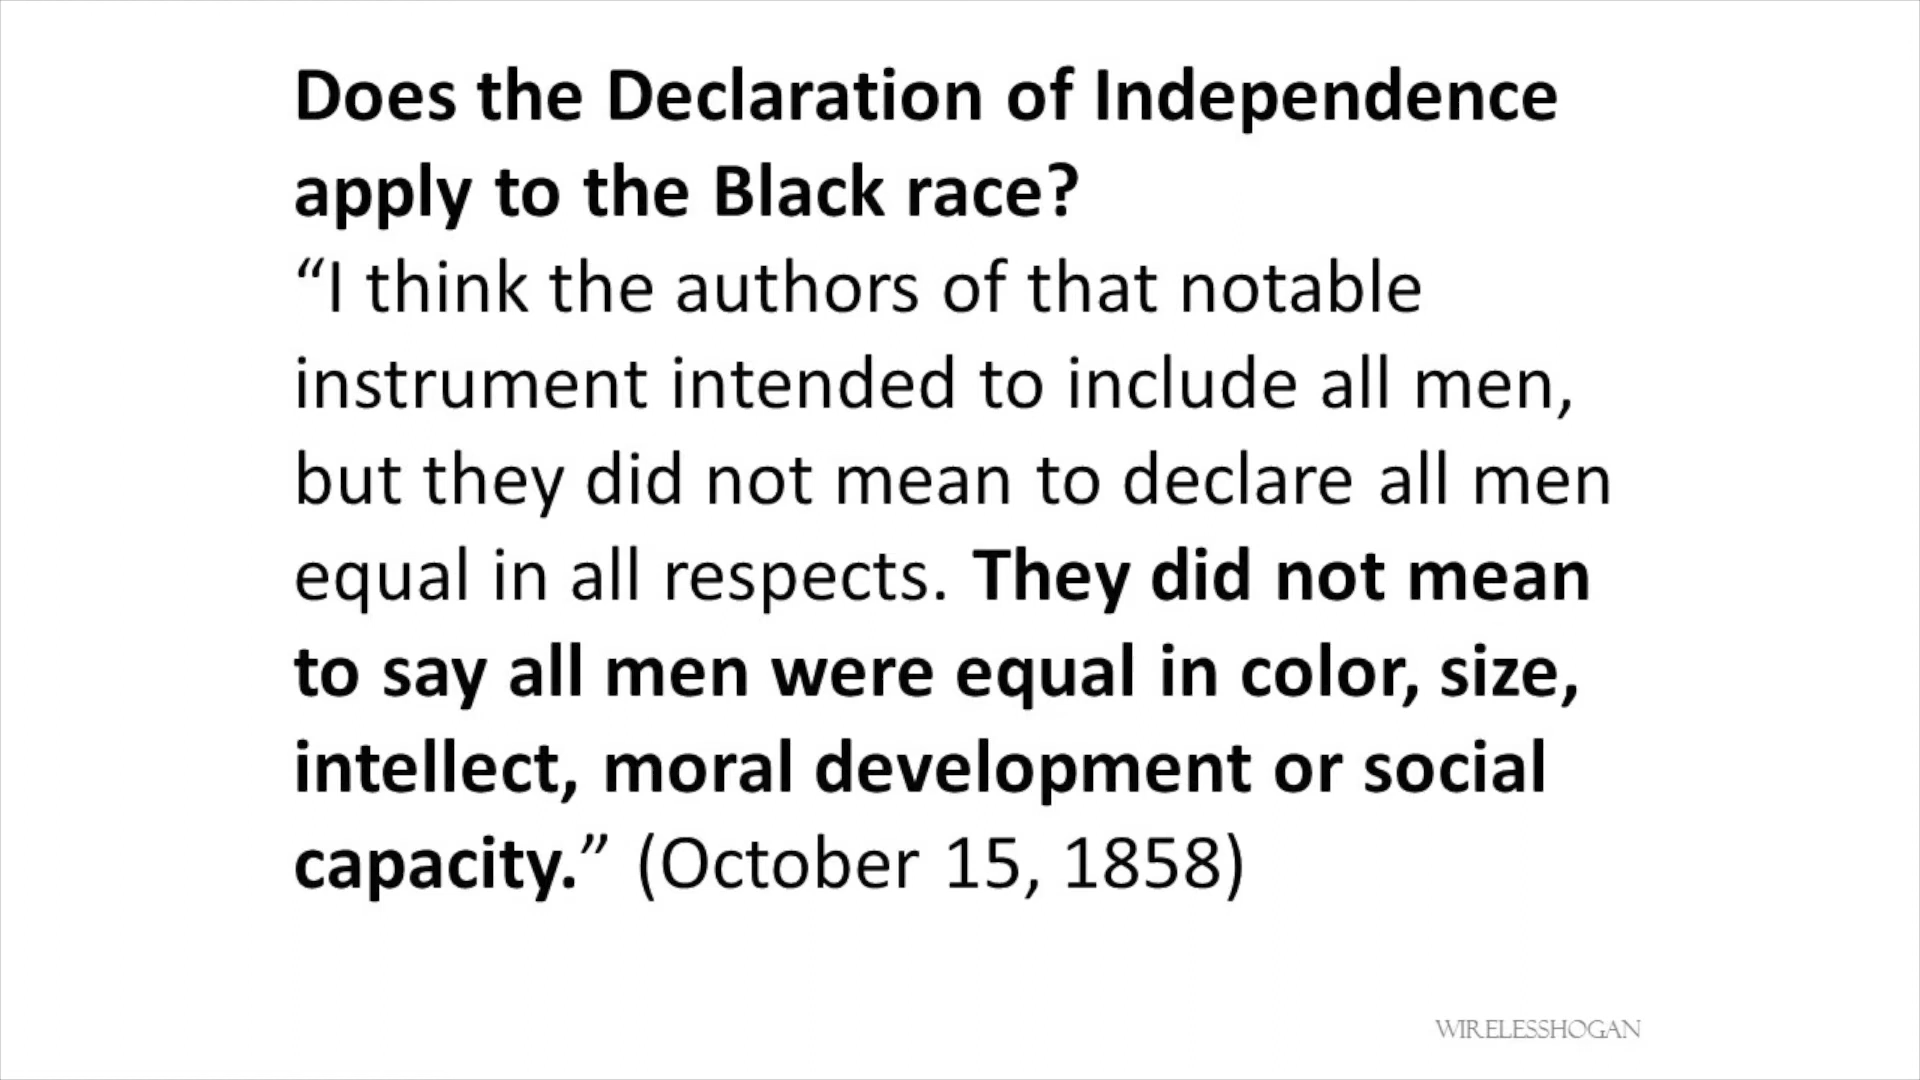 Does the Declaration of Independence
apply to the Black race?
“I think the authors of that notable
instrument intended to include all men,
but they did not mean to declare all men
equal in all respects. They did not mean
to say all men were equal in color, size,
intellect, moral development or social
capacity.” (October 15, 1858)
WIRELESSHOGAN